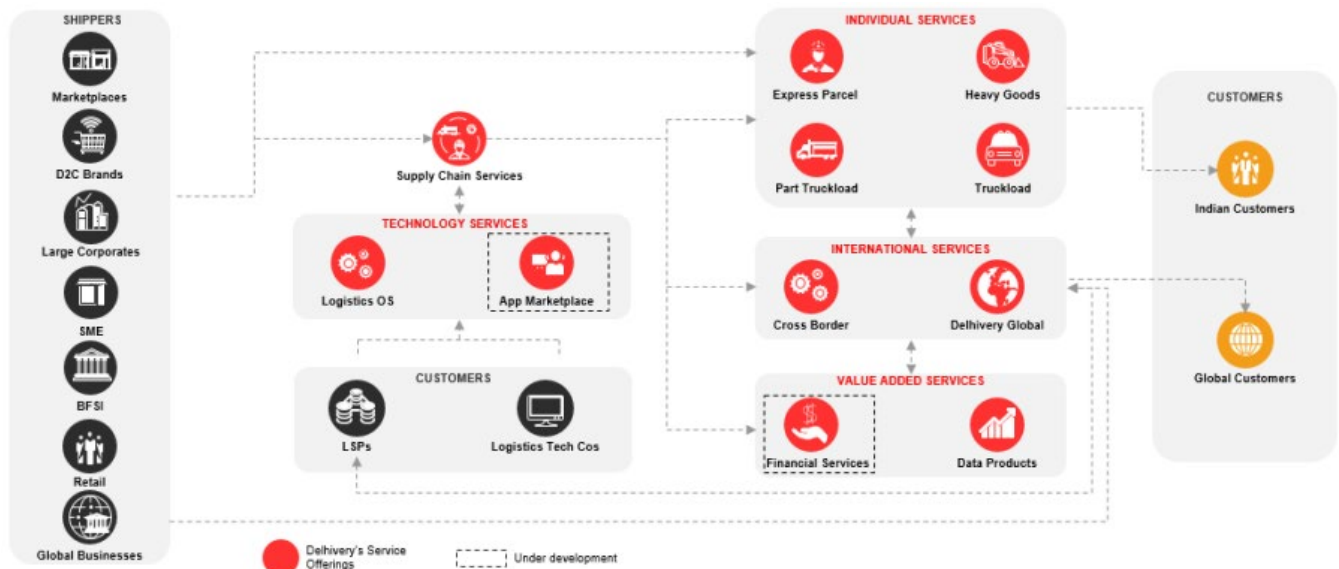 SHIPPERS
Marketplaces
D2C Brands
Large Corporates
SME
BFSI
Retail
Global Businesses
Supply Chain Services
TECHNOLOGY SERVICES
Logistics OS
App Marketplace
CUSTOMERS
LSPs
Logistics Tech Cos
INDIVIDUAL SERVICES
Express Parcel
Heavy Goods
Part Truckload
Truckload
INTERNATIONAL SERVICES
Cross Border
Delhivery Global
VALUE ADDED SERVICES
Financial Services
Data Products
CUSTOMERS
Indian Customers
Global Customers
Delhivery's Service
Offerings
Under development